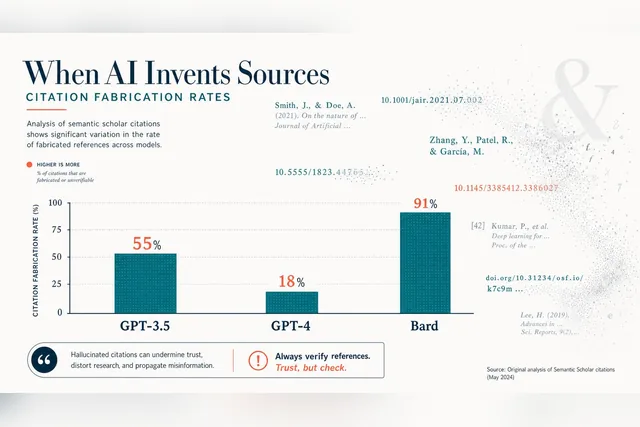 When AI Invents Sources
CITATION FABRICATION RATES
Analysis of semantic scholar citations
shows significant variation in the rate
of fabricated references across models.
HIGHER IS MORE
% of citations that are
fabricated or unverifiable
Smith, J., & Doe, A.
(2021). On the nature of ...
Journal of Artificial ...
10.1001/jair.2021.07.002
&
Zhang, Y., Patel, R.,
& García, M.
10.5555/1823.44765...
10.1145/3385412.3386027
[42] Kumar, P., et al.
Deep learning for ...
Proc. of the ...
doi.org/10.31234/osf.io/
k7c9m ...
Lee, H. (2019).
Advances in ...
Sci. Reports, 9(2), ...
CITATION FABRICATION RATE (%)
100
75
50
25
0
55%
18%
91%
GPT-3.5
GPT-4
Bard
Hallucinated citations can undermine trust,
distort research, and propagate misinformation.
Always verify references.
Trust, but check.
Source: Original analysis of Semantic Scholar citations
(May 2024)